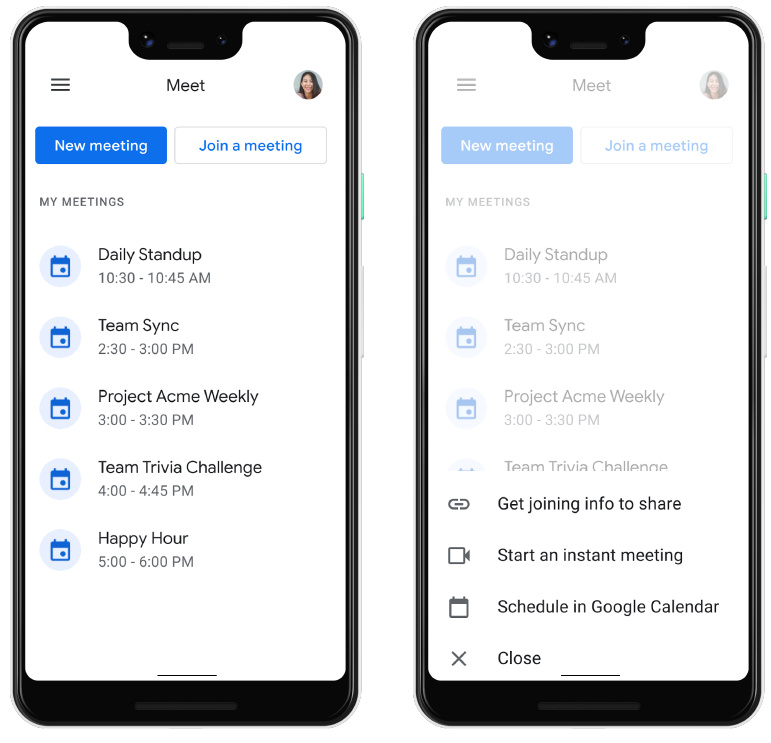 Meet
New meeting
Join a meeting
MY MEETINGS
Daily Standup
10:30 - 10:45 AM
Team Sync
2:30 - 3:00 PM
Project Acme Weekly
3:00 - 3:30 PM
Team Trivia Challenge
4:00 - 4:45 PM
Happy Hour
5:00 - 6:00 PM
Meet
New meeting
Join a meeting
MY MEETINGS
Daily Standup
10:30 - 10:45 AM
Team Sync
2:30 - 3:00 PM
Project Acme Weekly
3:00 - 3:30 PM
Team Trivia Challenge
Get joining info to share
Start an instant meeting
Schedule in Google Calendar
Close